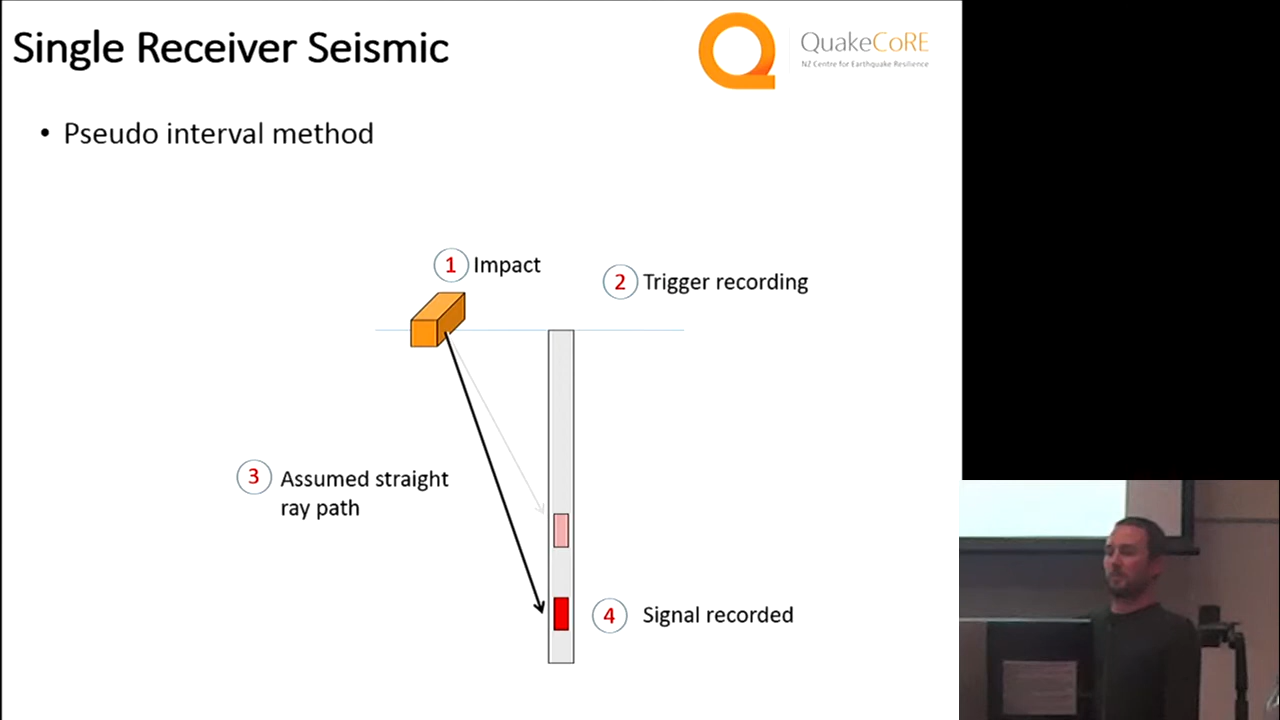 Single Receiver Seismic
QuakeCoRE
NZ Centre for Earthquake Resilience
• Pseudo interval method
1 Impact
2 Trigger recording
3 Assumed straight
ray path
4 Signal recorded